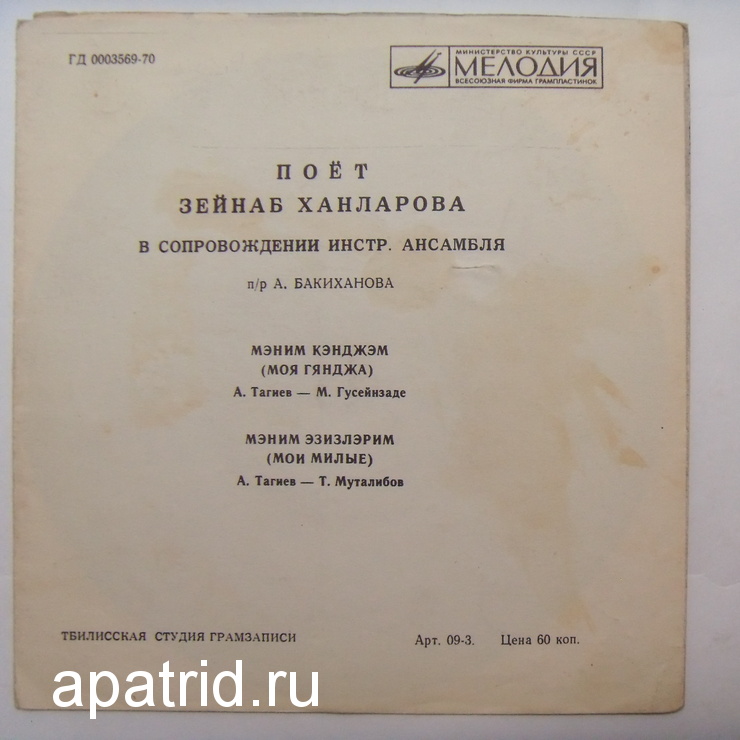 ГД 0003569-70
МИНИСТЕРСТВО КУЛЬТУРЫ СССР
МЕЛОДИЯ
ВСЕСОЮЗНАЯ ФИРМА ГРАМПЛАСТИНОК
ПОЁТ
ЗЕЙНАБ ХАНЛАРОВА
В СОПРОВОЖДЕНИИ ИНСТР. АНСАМБЛЯ
п/р А. БАКИХАНОВА
МЭНИМ КЭНДЖЭМ
(МОЯ ГЯНДЖА)
А. Тагиев — М. Гусейнзаде
МЭНИМ ЭЗИЗЛЭРИМ
(МОИ МИЛЫЕ)
А. Тагиев — Т. Муталибов
ТБИЛИССКАЯ СТУДИЯ ГРАМЗАПИСИ Арт. 09-3. Цена 60 коп.
apatrid.ru